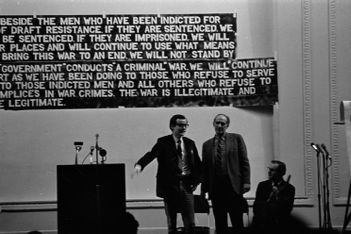 BESIDE THE MEN WHO HAVE BEEN INDICTED FOR
OF DRAFT RESISTANCE. IF THEY ARE SENTENCED, WE
BE SENTENCED IF THEY ARE IMPRISONED, WE WILL
R PLACES AND WILL CONTINUE TO USE WHAT MEANS
BRING THIS WAR TO AN END. WE WILL NOT STAND BY
GOVERNMENT CONDUCTS A CRIMINAL WAR. WE WILL CONTINUE
RT AS WE HAVE BEEN DOING TO THOSE WHO REFUSE TO SERVE
TO THESE INDICTED MEN AND ALL OTHERS WHO REFUSE TO
MPLICES IN WAR CRIMES. THE WAR IS ILLEGITIMATE AND
LLEGITIMATE.